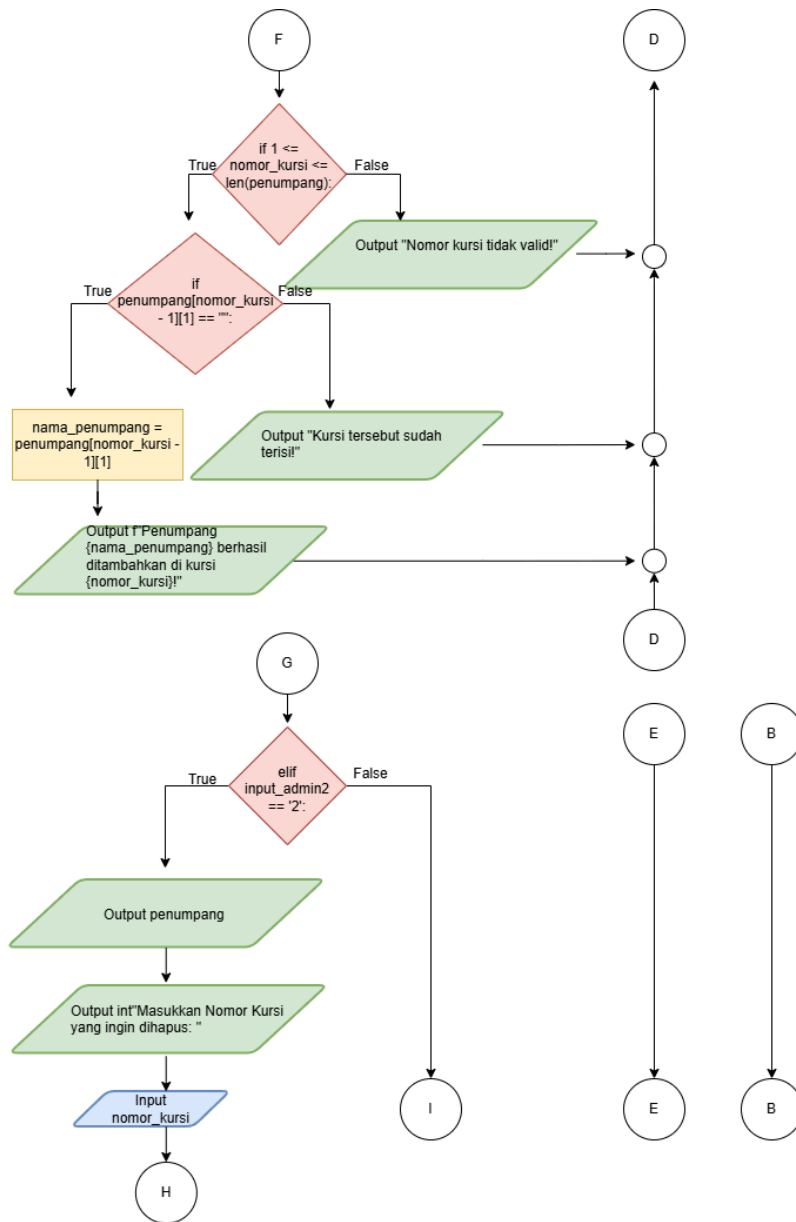 F
D
if 1 <=
nomor_kursi <=
len(penumpang):
True
False
Output "Nomor kursi tidak valid!"
if
penumpang[nomor_kursi
- 1][1] == "":
True
False
nama_penumpang =
penumpang[nomor_kursi -
1][1]
Output "Kursi tersebut sudah
terisi!"
Output f"Penumpang
{nama_penumpang} berhasil
ditambahkan di kursi
{nomor_kursi}!"
D
G
E
B
elif
input_admin2
== '2':
True
False
Output penumpang
Output int"Masukkan Nomor Kursi
yang ingin dihapus: "
Input
nomor_kursi
I
E
B
H